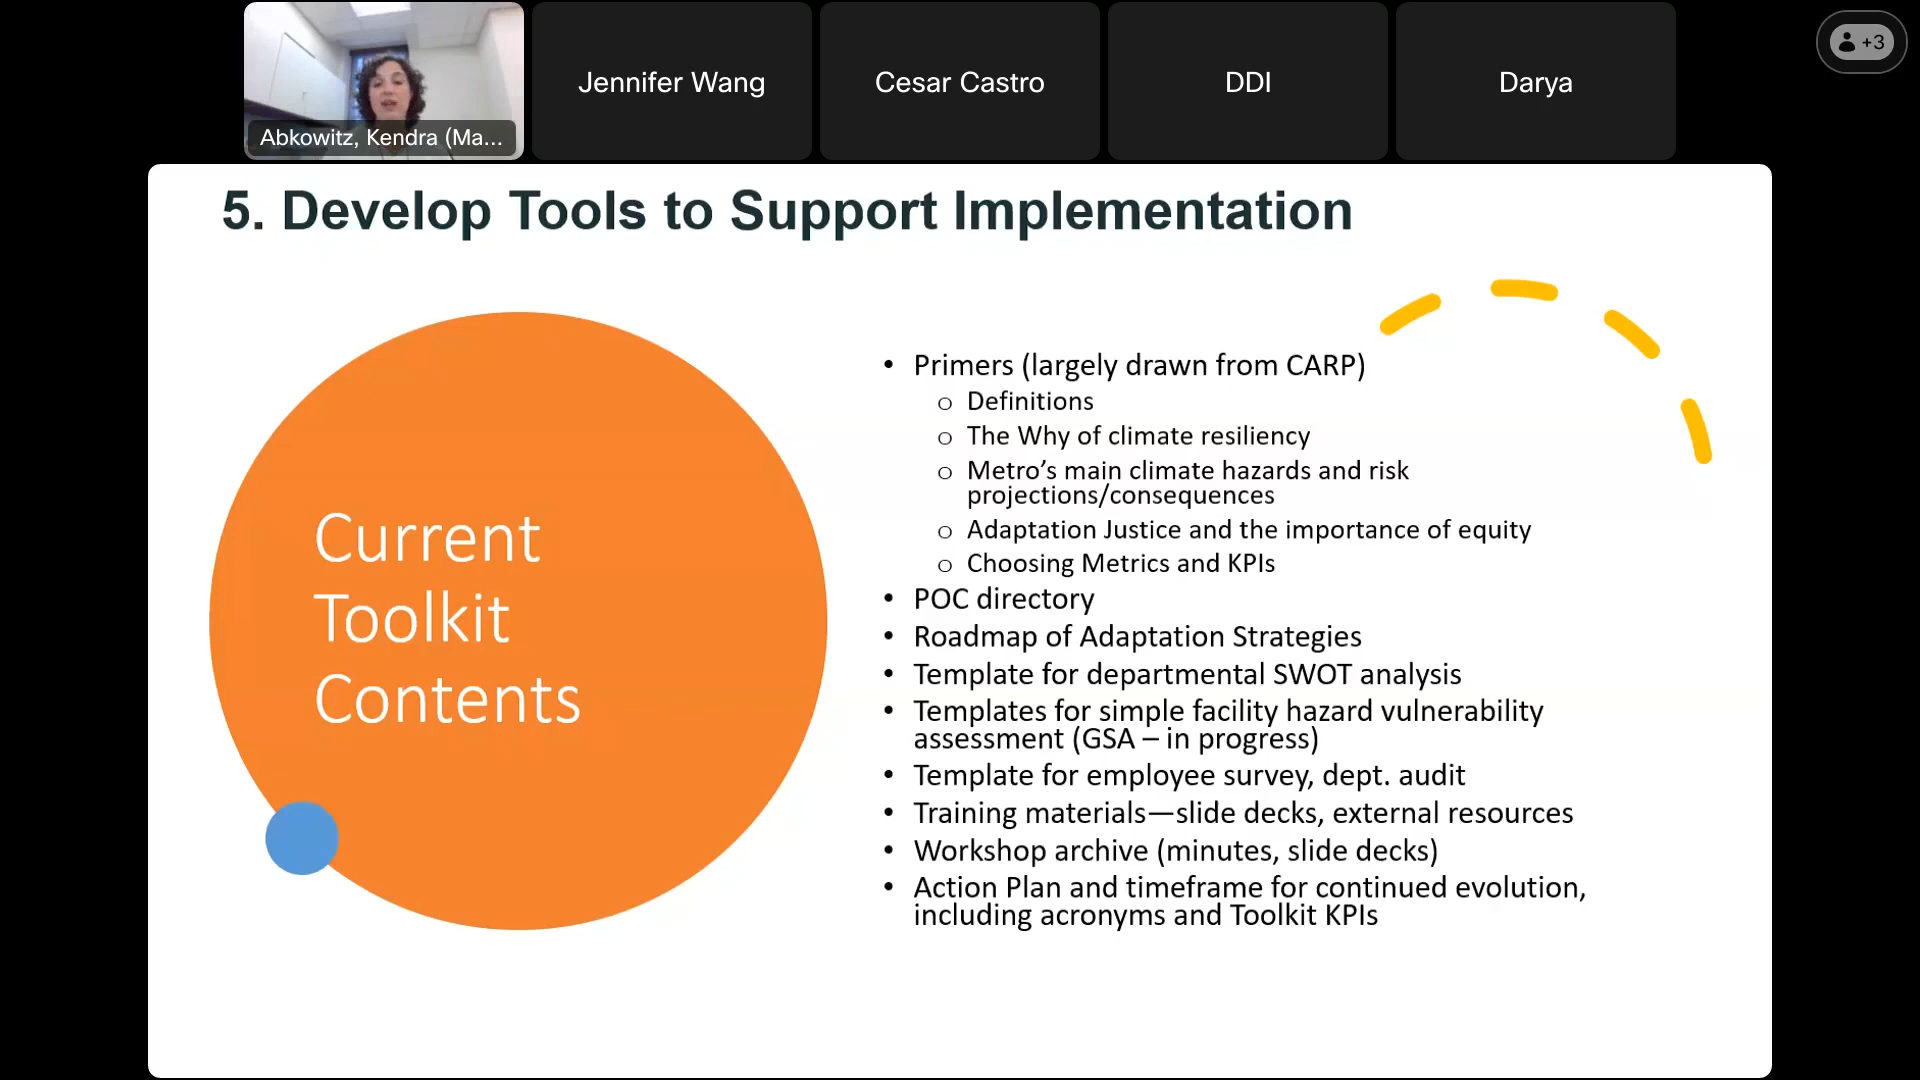 Abkowitz, Kendra (Ma...
Jennifer Wang
Cesar Castro
DDI
Darya
+3
5. Develop Tools to Support Implementation
Current
Toolkit
Contents
• Primers (largely drawn from CARP)
o Definitions
o The Why of climate resiliency
o Metro’s main climate hazards and risk
projections/consequences
o Adaptation Justice and the importance of equity
o Choosing Metrics and KPIs
• POC directory
• Roadmap of Adaptation Strategies
• Template for departmental SWOT analysis
• Templates for simple facility hazard vulnerability
assessment (GSA – in progress)
• Template for employee survey, dept. audit
• Training materials—slide decks, external resources
• Workshop archive (minutes, slide decks)
• Action Plan and timeframe for continued evolution,
including acronyms and Toolkit KPIs